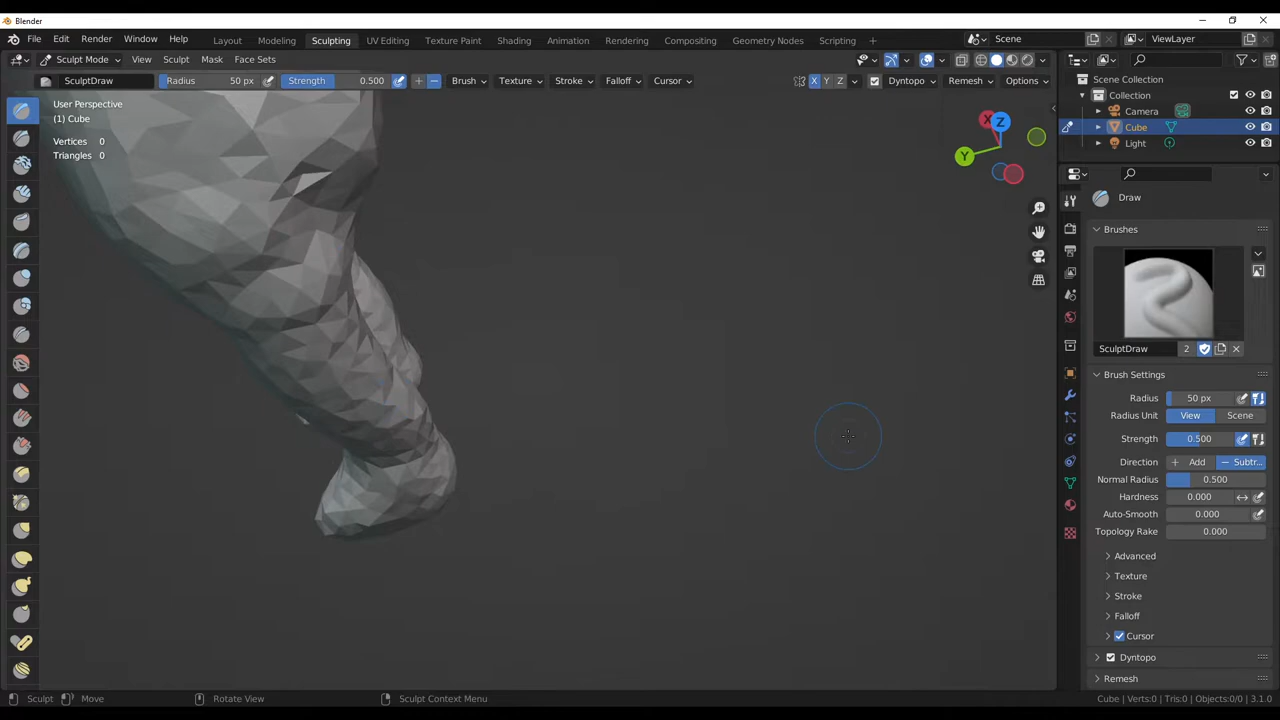 Blender
File Edit Render Window Help
Layout Modeling Sculpting UV Editing Texture Paint Shading Animation Rendering Compositing Geometry Nodes Scripting +
Scene
ViewLayer
Sculpt Mode View Sculpt Mask Face Sets
SculptDraw Radius 50 px Strength 0.500 Brush Texture Stroke Falloff Cursor
X Y Z Dyntopo Remesh Options
User Perspective
(1) Cube
Vertices 0
Triangles 0
X Z Y
Scene Collection
Collection
Camera
Cube
Light
Draw
Brushes
SculptDraw 2
Brush Settings
Radius 50 px
Radius Unit View Scene
Strength 0.500
Direction + Add − Subtr...
Normal Radius 0.500
Hardness 0.000
Auto-Smooth 0.000
Topology Rake 0.000
Advanced
Texture
Stroke
Falloff
Cursor
Dyntopo
Remesh
Sculpt Move Rotate View Sculpt Context Menu
Cube | Verts:0 | Tris:0 | Objects:0/0 | 3.1.0